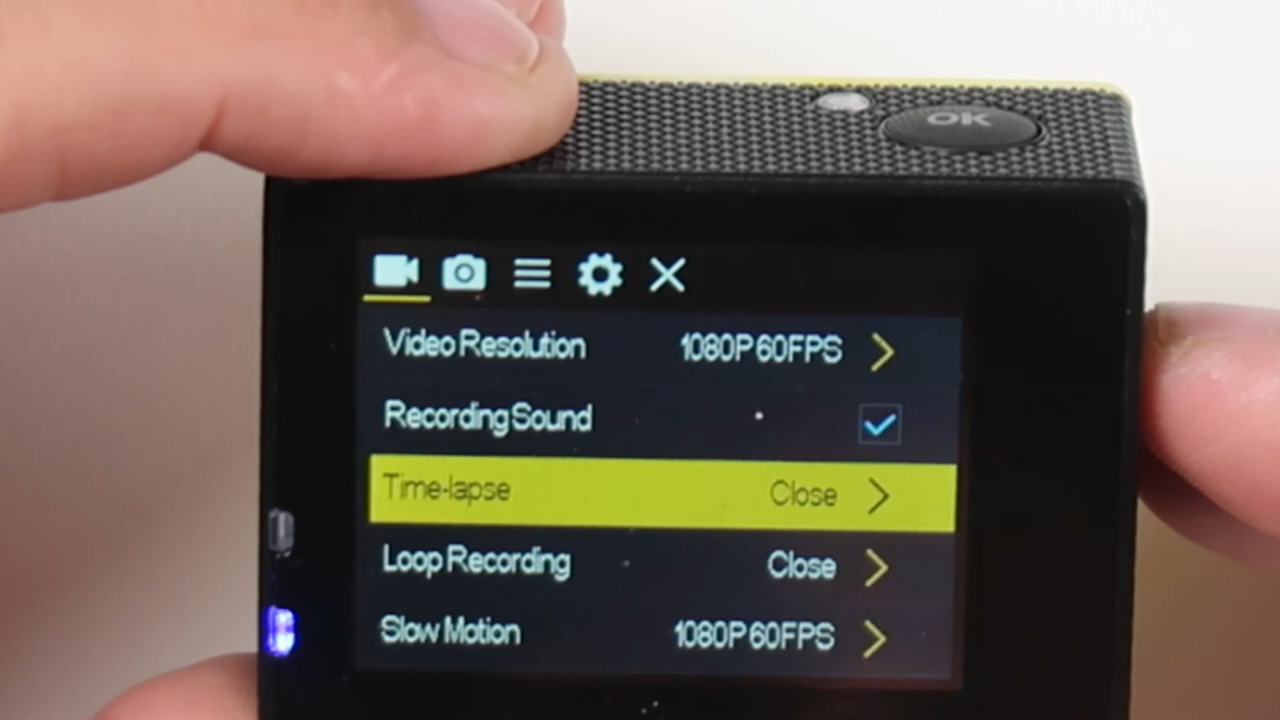 OK
Video Resolution 1080P 60FPS
Recording Sound
Time-lapse Close
Loop Recording Close
Slow Motion 1080P 60FPS